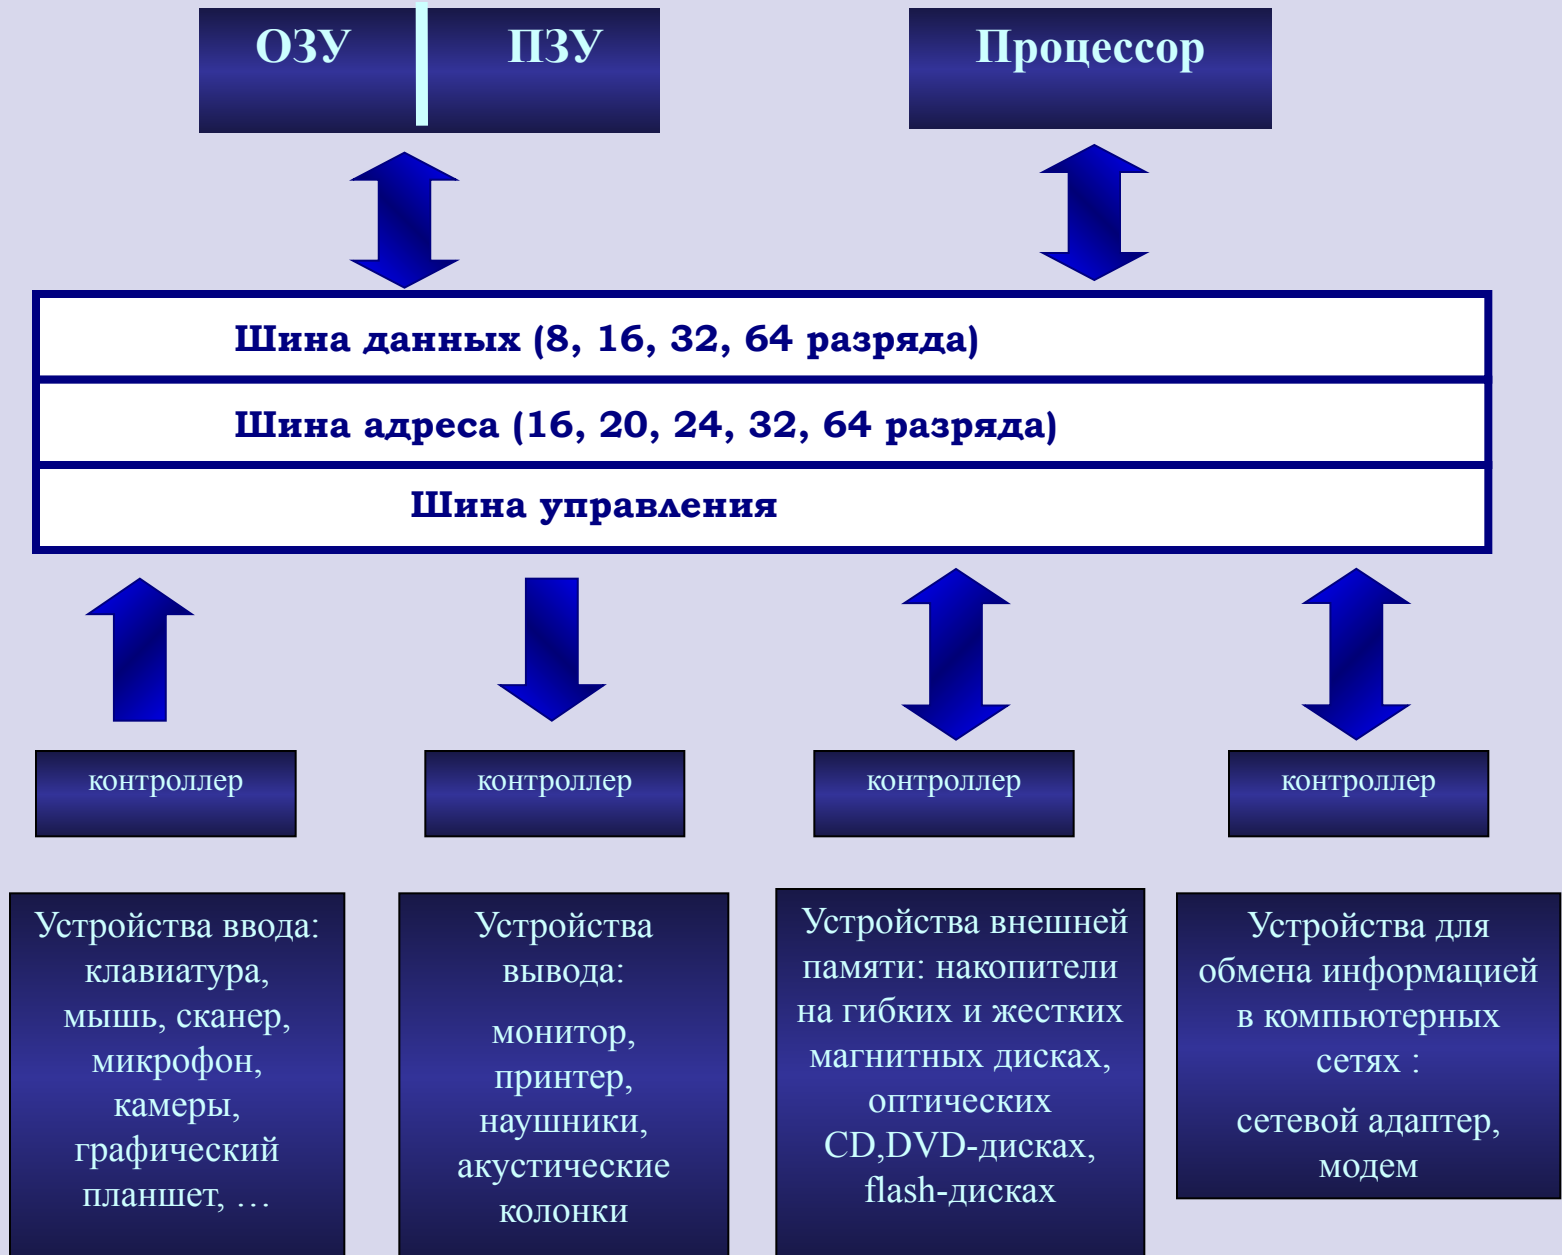 ОЗУ
ПЗУ
Процессор
Шина данных (8, 16, 32, 64 разряда)
Шина адреса (16, 20, 24, 32, 64 разряда)
Шина управления
контроллер
контроллер
контроллер
контроллер
Устройства ввода:
клавиатура,
мышь, сканер,
микрофон,
камеры,
графический
планшет, …
Устройства
вывода:
монитор,
принтер,
наушники,
акустические
колонки
Устройства внешней
памяти: накопители
на гибких и жестких
магнитных дисках,
оптических
CD,DVD-дисках,
flash-дисках
Устройства для
обмена информацией
в компьютерных
сетях :
сетевой адаптер,
модем